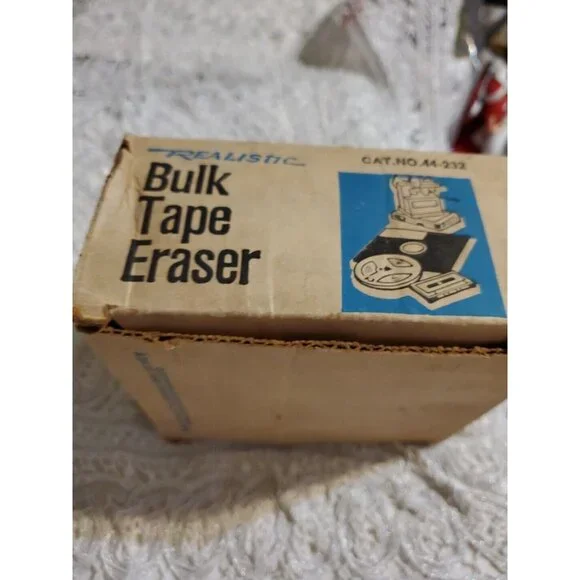 REALISTIC
CAT.NO.44-232
Bulk
Tape
Eraser